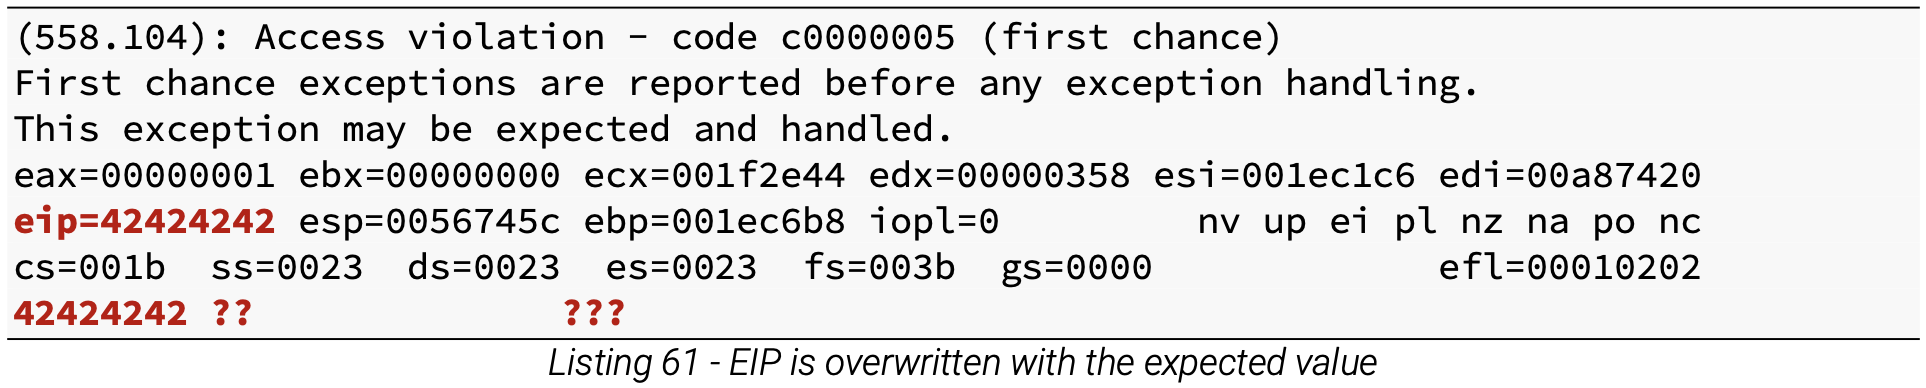 (558.104): Access violation - code c0000005 (first chance)
First chance exceptions are reported before any exception handling.
This exception may be expected and handled.
eax=00000001 ebx=00000000 ecx=001f2e44 edx=00000358 esi=001ec1c6 edi=00a87420
eip=42424242 esp=0056745c ebp=001ec6b8 iopl=0         nv up ei pl nz na po nc
cs=001b  ss=0023  ds=0023  es=0023  fs=003b  gs=0000             efl=00010202
42424242 ??              ???
Listing 61 - EIP is overwritten with the expected value